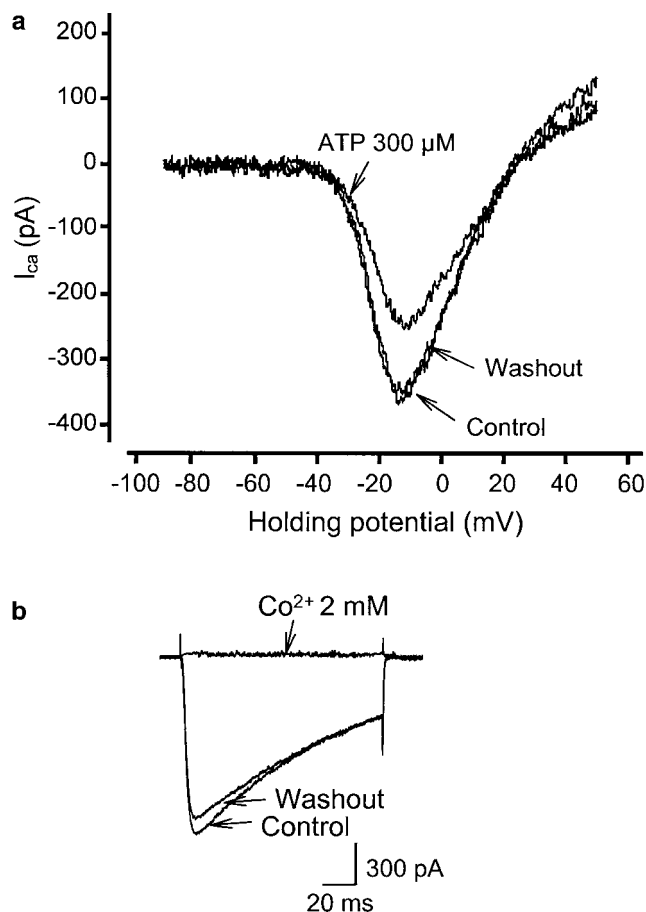 a
200
100
0
-100
-200
-300
-400
I_ca (pA)
ATP 300 µM
Washout
Control
-100 -80 -60 -40 -20 0 20 40 60
Holding potential (mV)
b
Co²⁺ 2 mM
Washout
Control
300 pA
20 ms